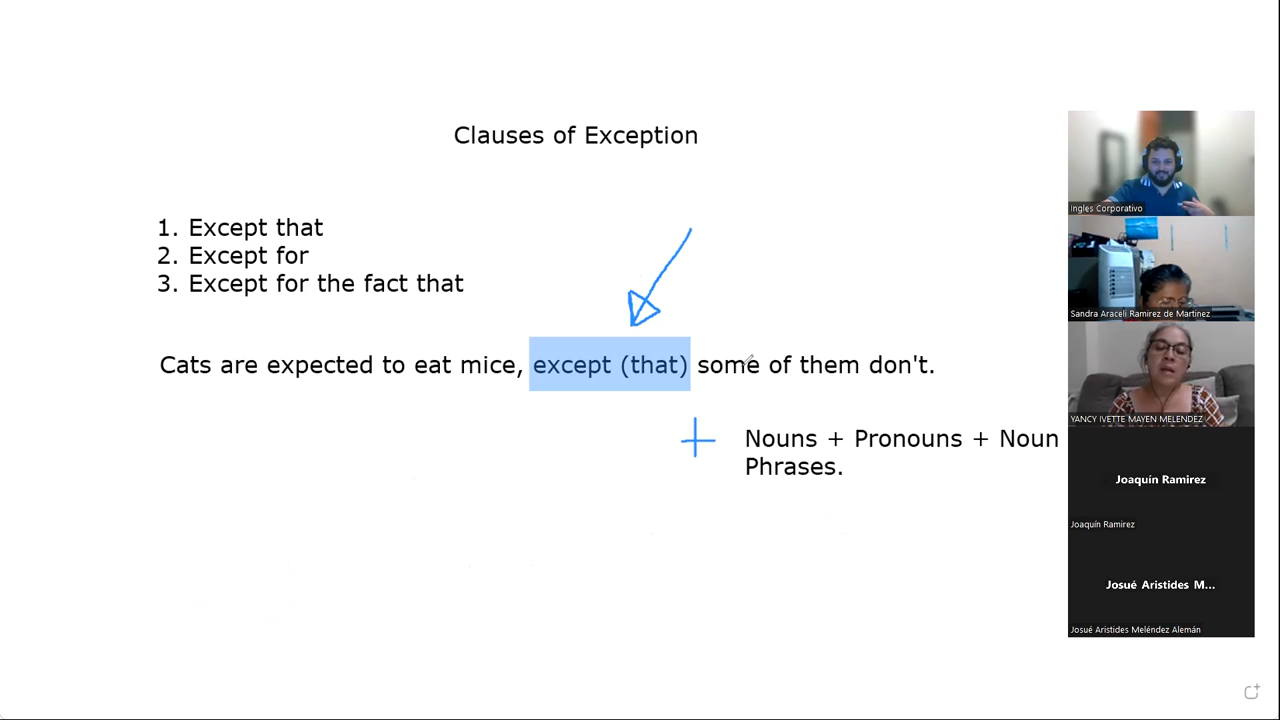 Clauses of Exception
1. Except that
2. Except for
3. Except for the fact that
Cats are expected to eat mice, except (that) some of them don't.
+ Nouns + Pronouns + Noun
Phrases.
Ingles Corporativo
Sandra Araceli Ramirez de Martinez
YANCY IVETTE MAYEN MELENDEZ
Joaquín Ramirez
Joaquín Ramirez
Josué Aristides M...
Josué Aristides Meléndez Alemán